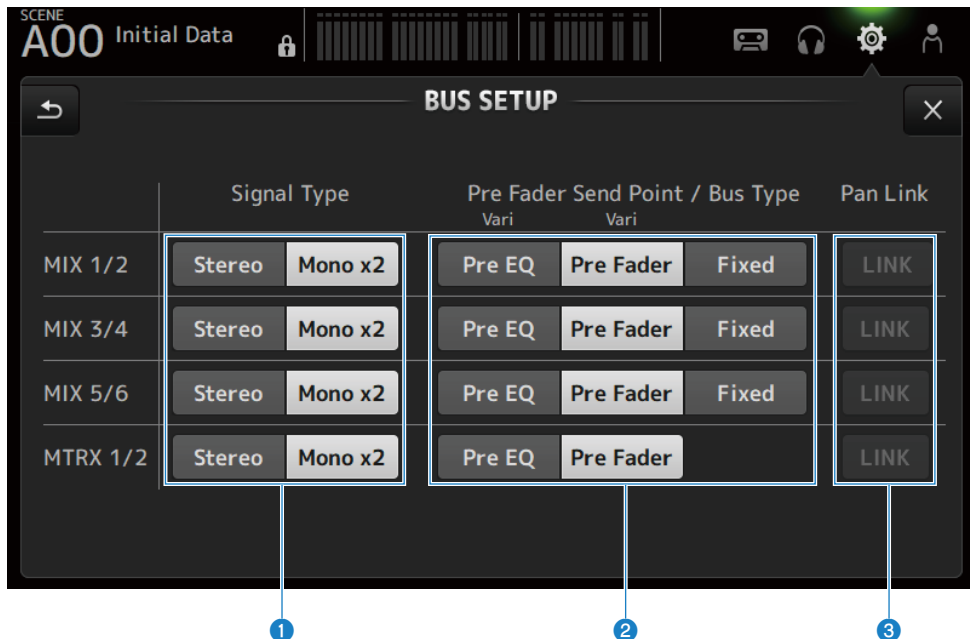 SCENE
A00 Initial Data
BUS SETUP
Signal Type Pre Fader Send Point / Bus Type Pan Link
Vari Vari
MIX 1/2 Stereo Mono x2 Pre EQ Pre Fader Fixed LINK
MIX 3/4 Stereo Mono x2 Pre EQ Pre Fader Fixed LINK
MIX 5/6 Stereo Mono x2 Pre EQ Pre Fader Fixed LINK
MTRX 1/2 Stereo Mono x2 Pre EQ Pre Fader LINK
1 2 3